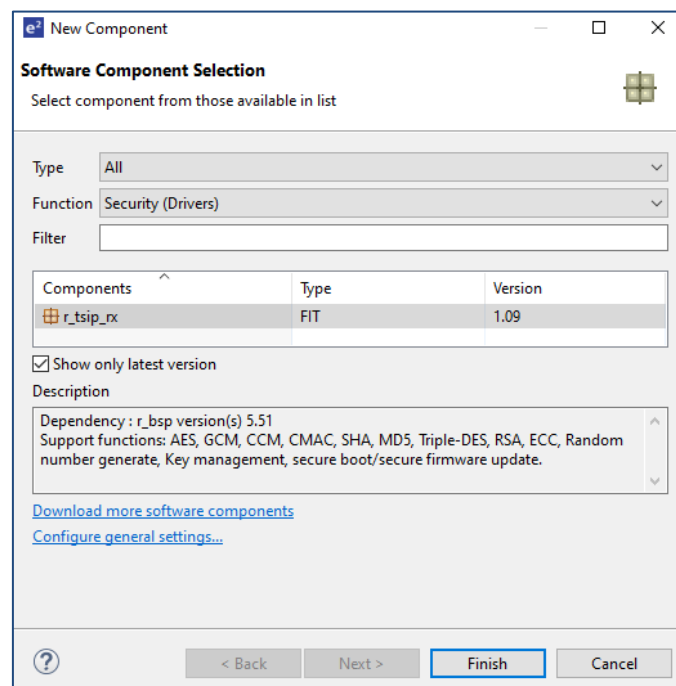 e² New Component
Software Component Selection
Select component from those available in list
Type All
Function Security (Drivers)
Filter
Components Type Version
r_tsip_rx FIT 1.09
Show only latest version
Description
Dependency : r_bsp version(s) 5.51
Support functions: AES, GCM, CCM, CMAC, SHA, MD5, Triple-DES, RSA, ECC, Random
number generate, Key management, secure boot/secure firmware update.
Download more software components
Configure general settings...
? < Back Next > Finish Cancel